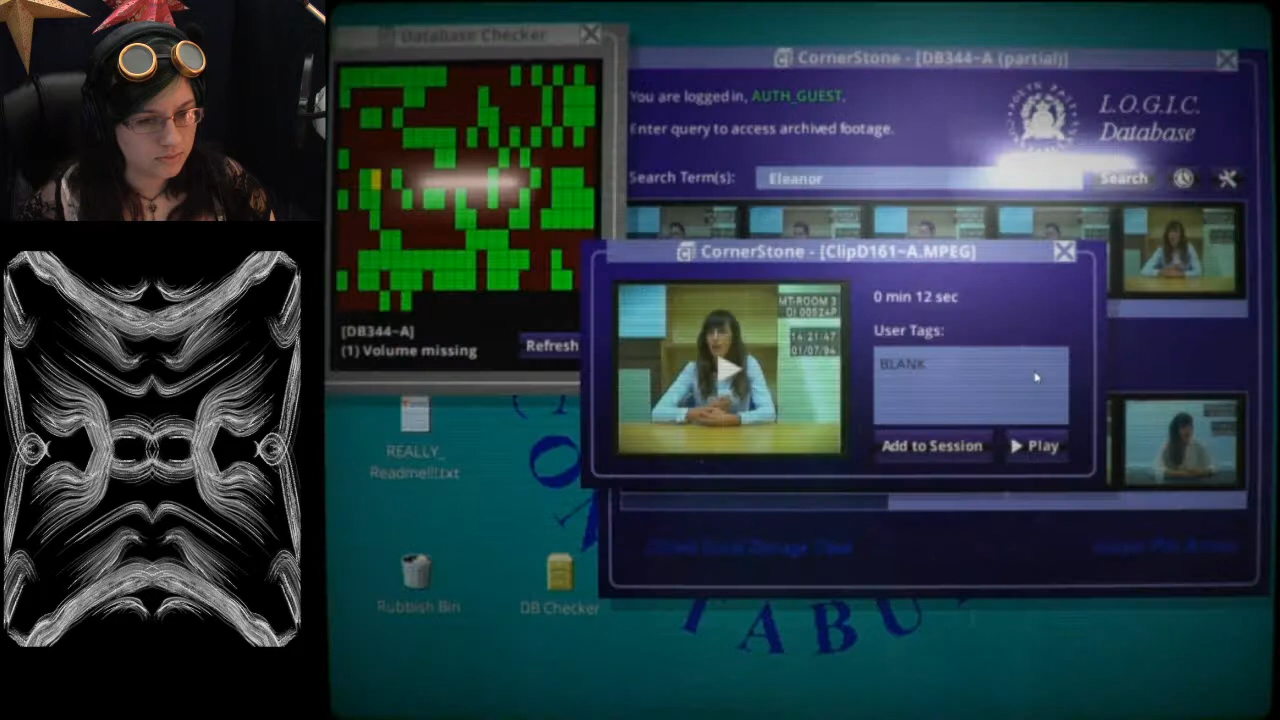 Database Checker
[DB344~A]
(1) Volume missing
Refresh
CornerStone - [DB344~A (partial)]
You are logged in, AUTH_GUEST.
Enter query to access archived footage.
L.O.G.I.C.
Database
Search Term(s):
Eleanor
Search
CornerStone - [ClipD161~A.MPEG]
MT-ROOM 3
14:21:47
01/07/94
0 min 12 sec
User Tags:
BLANK
Add to Session
Play
REALLY_
Readme!!!.txt
Rubbish Bin
DB Checker
TABU